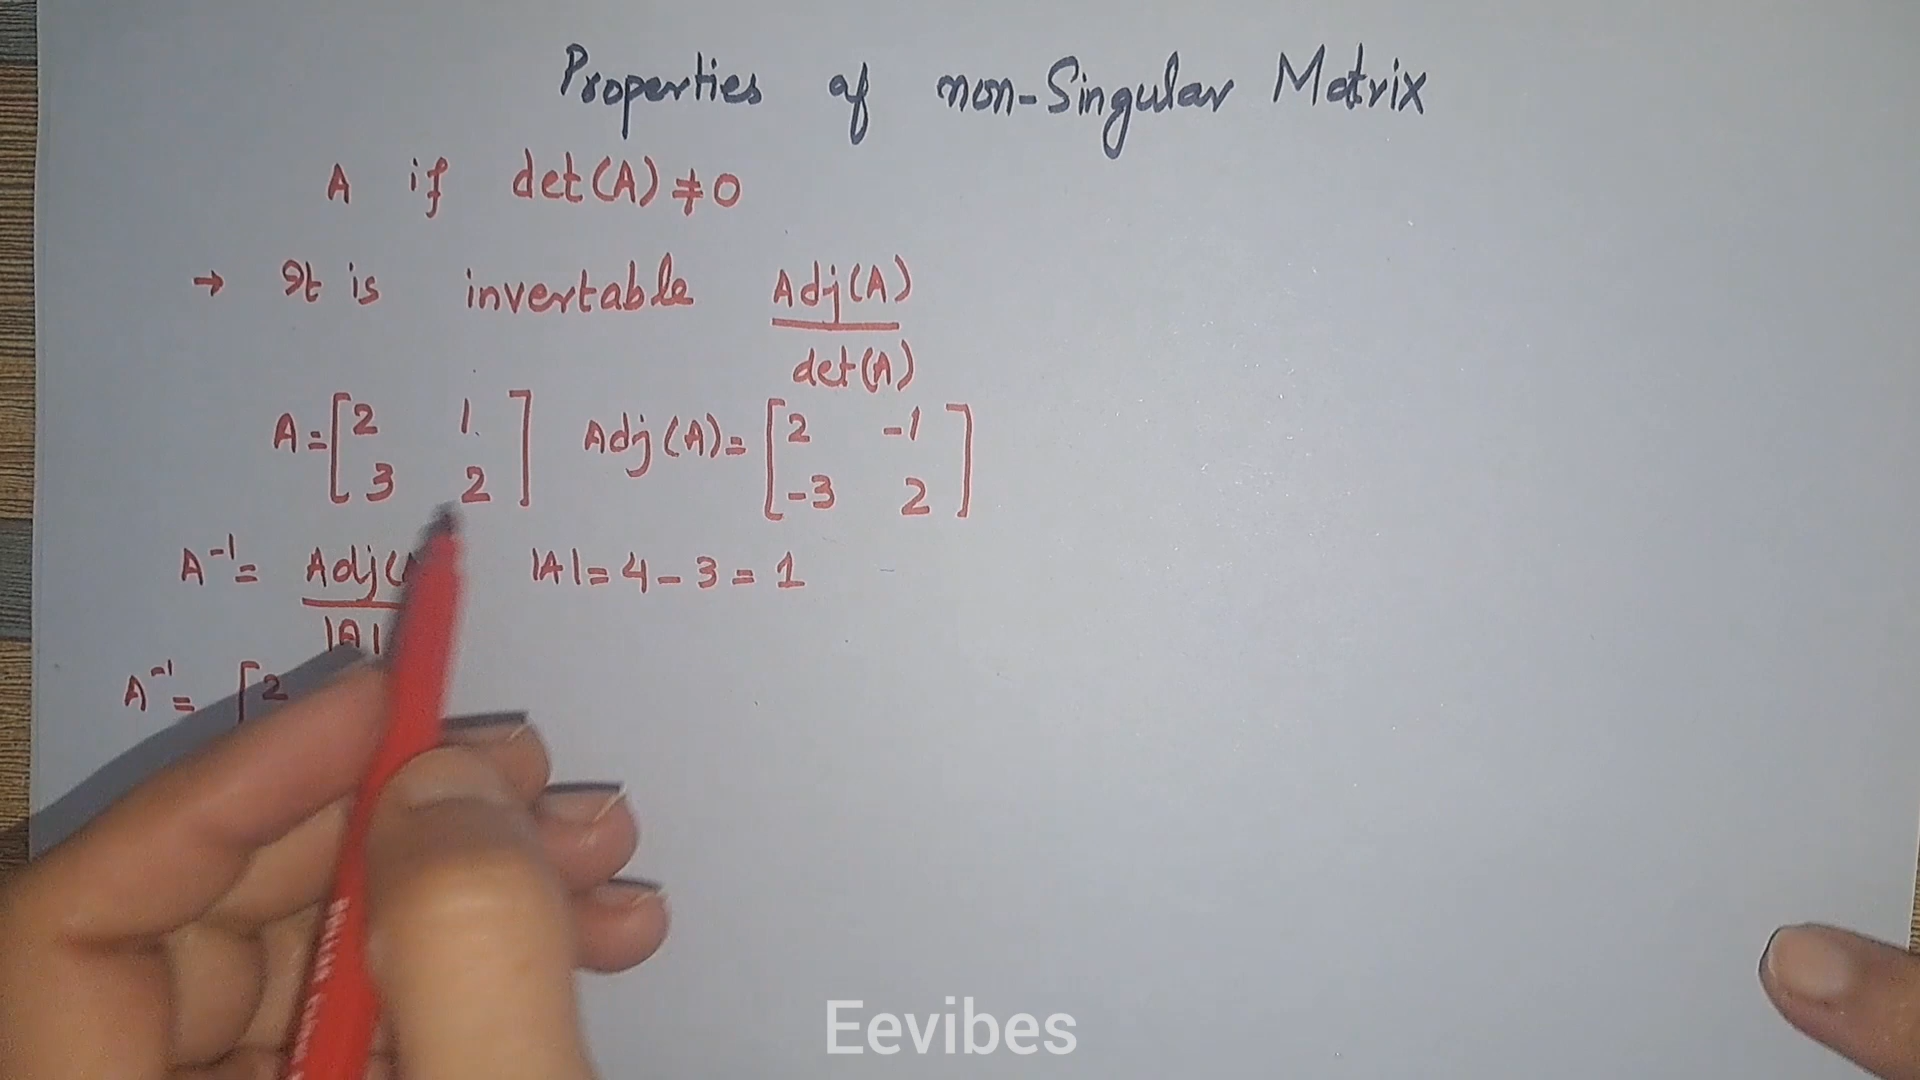 Properties of non-Singular Matrix
A if det(A) ≠ 0
→ It is invertable Adj(A)
det(A)
A = [2 1 Adj(A) = [2 -1
3 2] -3 2]
A⁻¹ = Adj(A |A| = 4 - 3 = 1
|A|
A⁻¹ = [2
Eevibes